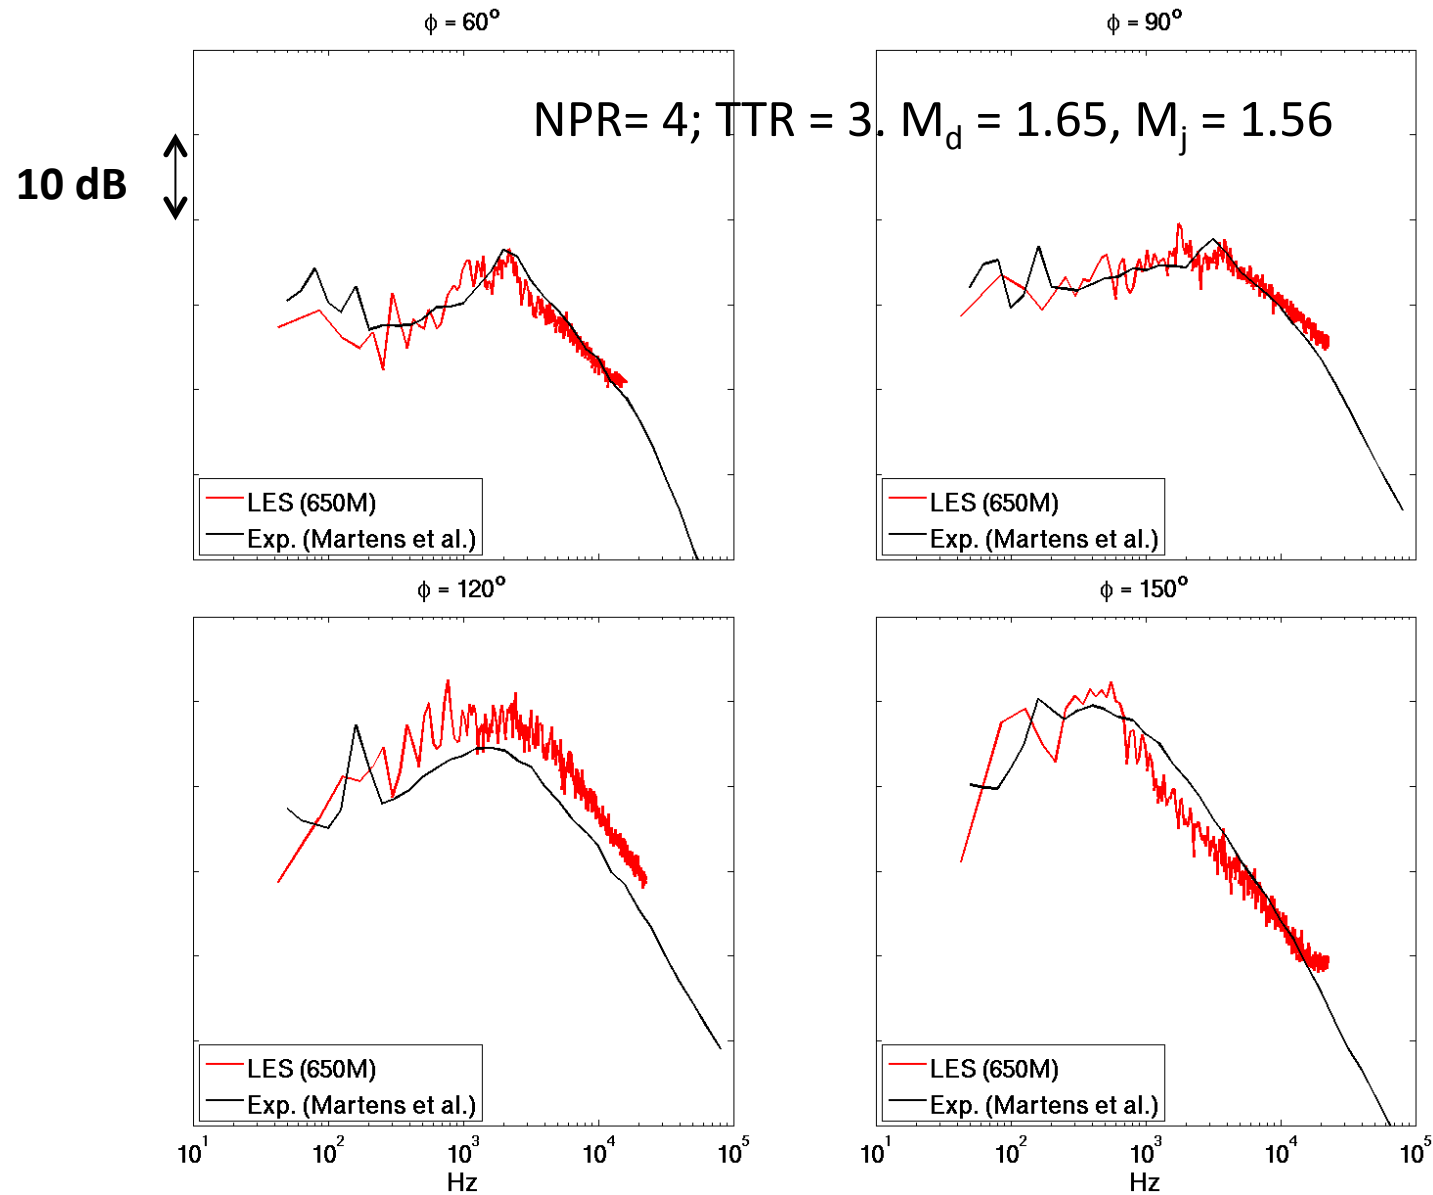 ϕ = 60°
ϕ = 90°
NPR= 4; TTR = 3. M_d = 1.65, M_j = 1.56
10 dB
LES (650M)
Exp. (Martens et al.)
LES (650M)
Exp. (Martens et al.)
ϕ = 120°
ϕ = 150°
LES (650M)
Exp. (Martens et al.)
LES (650M)
Exp. (Martens et al.)
10¹ 10² 10³ 10⁴ 10⁵
Hz
10¹ 10² 10³ 10⁴ 10⁵
Hz